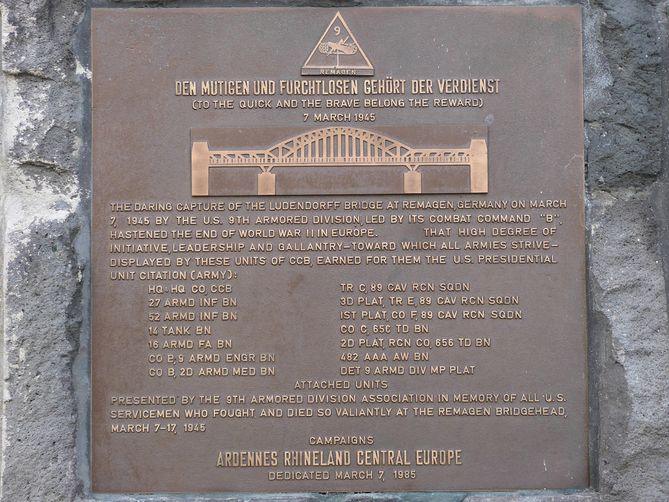 9
REMAGEN
DEN MUTIGEN UND FURCHTLOSEN GEHÖRT DER VERDIENST
(TO THE QUICK AND THE BRAVE BELONG THE REWARD)
7 MARCH 1945
THE DARING CAPTURE OF THE LUDENDORFF BRIDGE AT REMAGEN, GERMANY ON MARCH
7, 1945 BY THE U.S. 9TH ARMORED DIVISION, LED BY ITS COMBAT COMMAND "B",
HASTENED THE END OF WORLD WAR II IN EUROPE. THAT HIGH DEGREE OF
INITIATIVE, LEADERSHIP AND GALLANTRY-TOWARD WHICH ALL ARMIES STRIVE-
DISPLAYED BY THESE UNITS OF CCB, EARNED FOR THEM THE U.S. PRESIDENTIAL
UNIT CITATION (ARMY):
HQ & HQ CO, CCB
27 ARMD INF BN
52 ARMD INF BN
14 TANK BN
16 ARMD FA BN
CO B, 9 ARMD ENGR BN
CO B, 2D ARMD MED BN
TR C, 89 CAV RCN SQDN
3D PLAT, TR E, 89 CAV RCN SQDN
1ST PLAT, CO F, 89 CAV RCN SQDN
CO C, 656 TD BN
2D PLAT, RCN CO, 656 TD BN
482 AAA AW BN
DET 9 ARMD DIV MP PLAT
ATTACHED UNITS
PRESENTED BY THE 9TH ARMORED DIVISION ASSOCIATION IN MEMORY OF ALL U.S.
SERVICEMEN WHO FOUGHT AND DIED SO VALIANTLY AT THE REMAGEN BRIDGEHEAD,
MARCH 7-17, 1945
CAMPAIGNS
ARDENNES RHINELAND CENTRAL EUROPE
DEDICATED MARCH 7, 1985